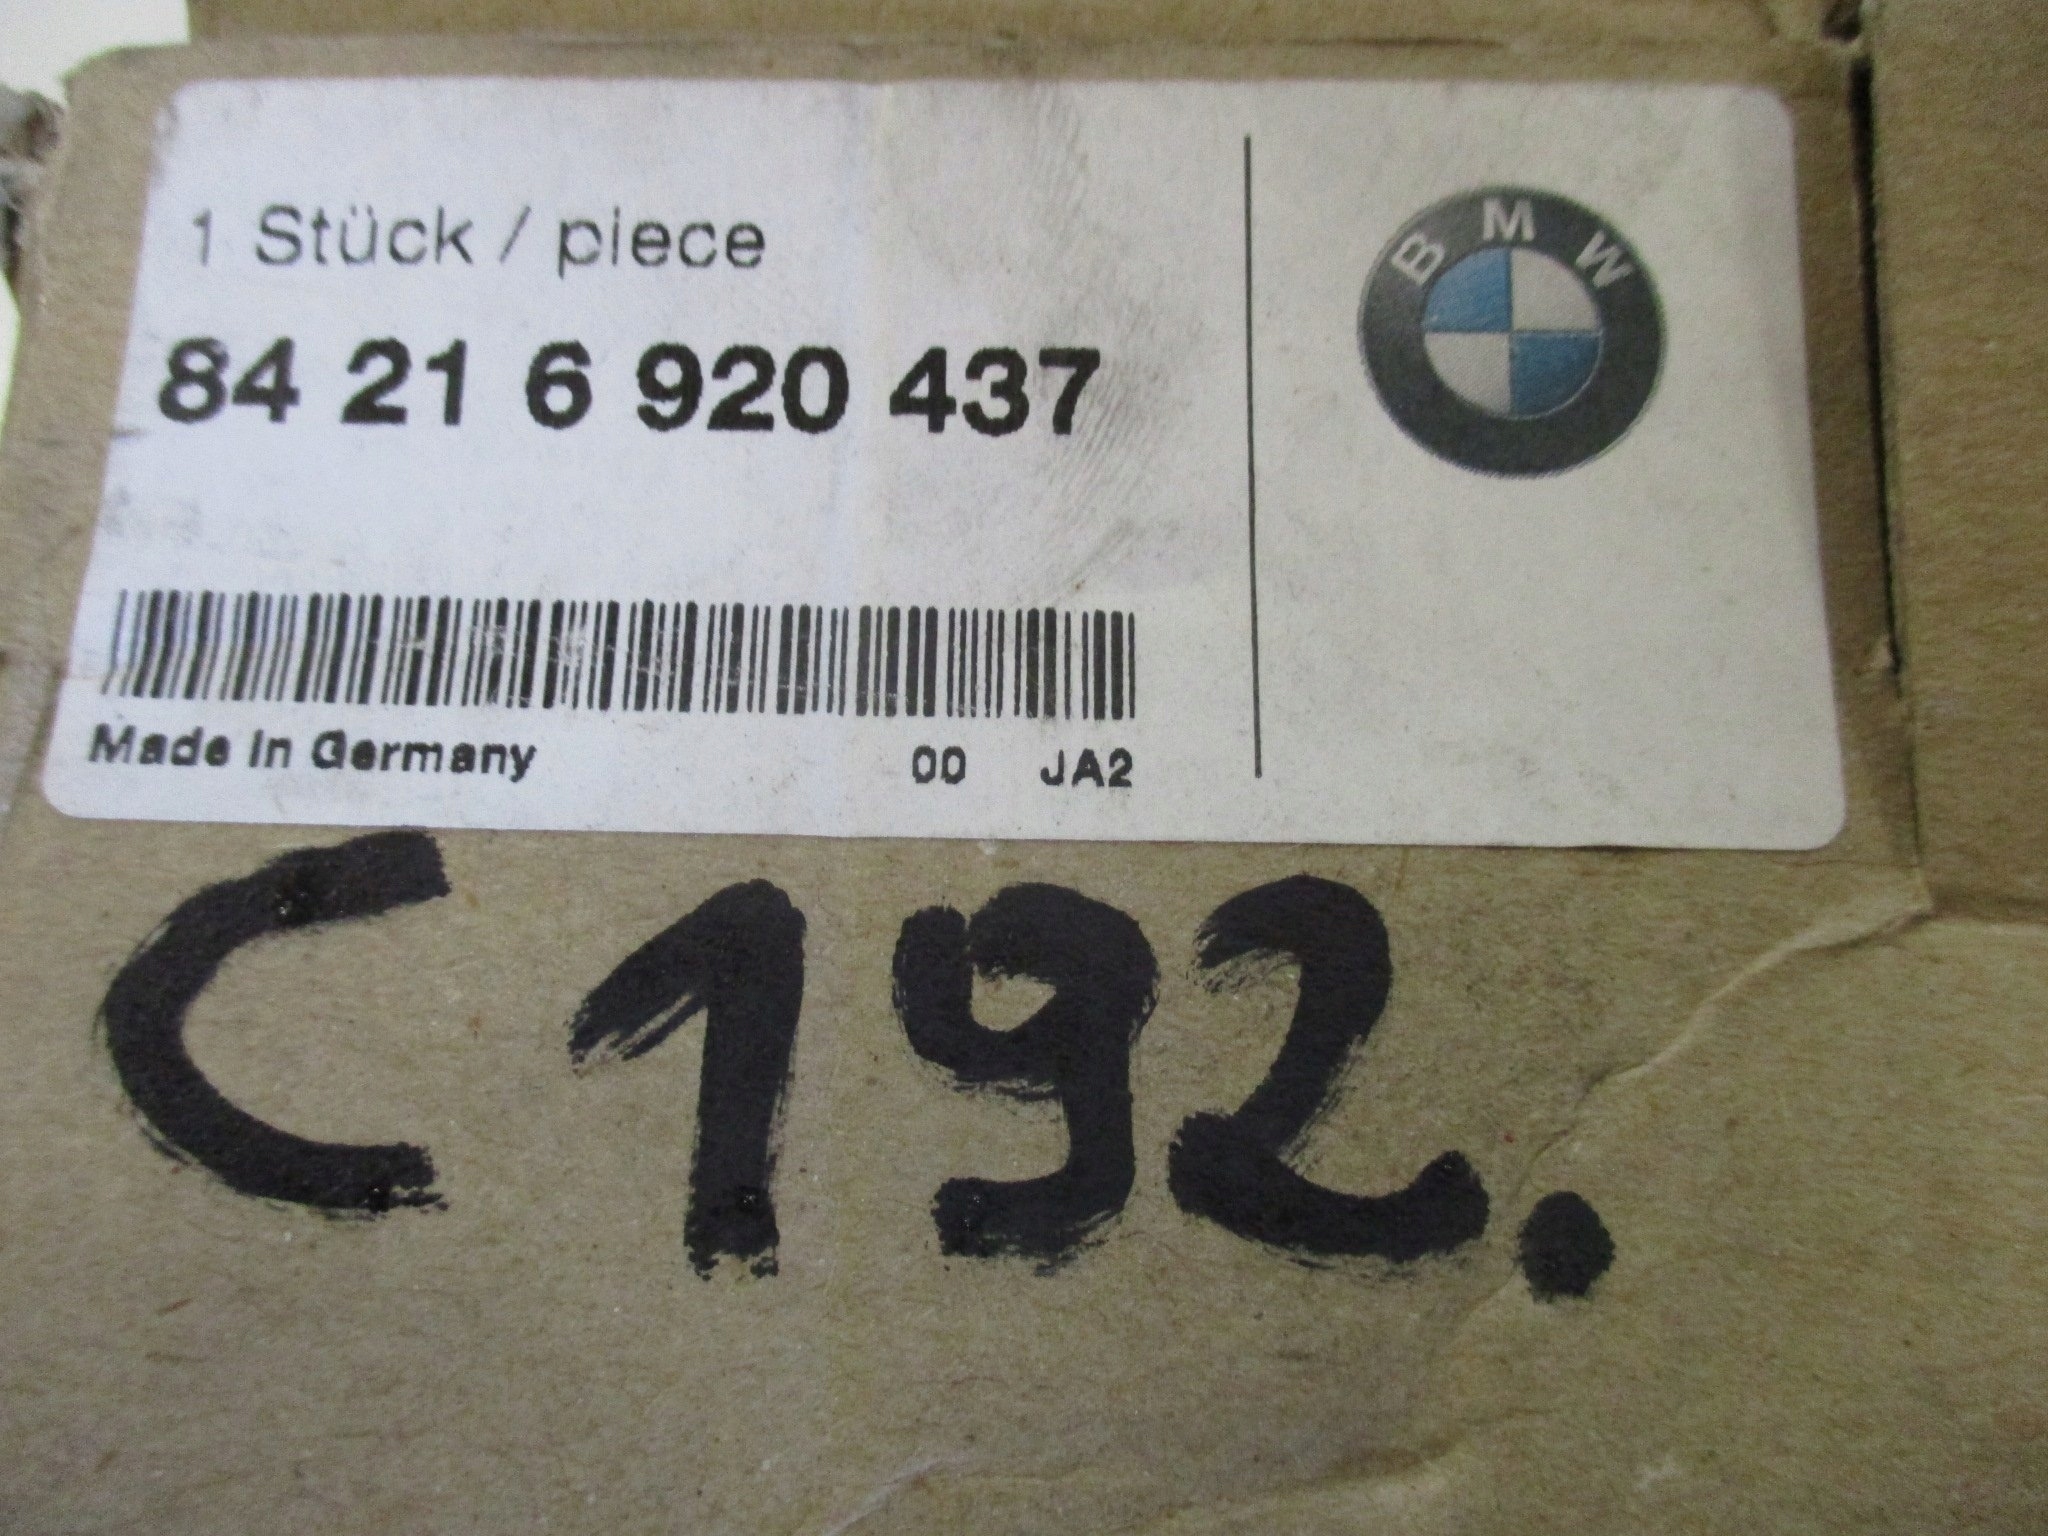 1 Stück / piece
84 21 6 920 437
BMW
Made in Germany 00 JA2
C192.